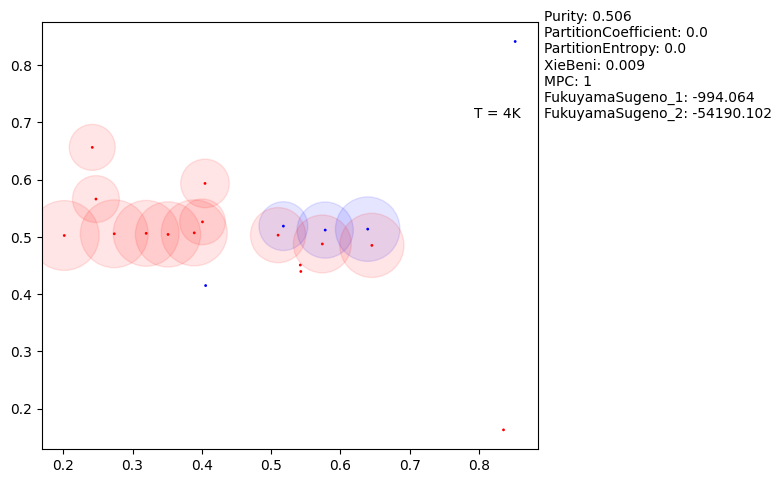 Purity: 0.506
PartitionCoefficient: 0.0
PartitionEntropy: 0.0
XieBeni: 0.009
MPC: 1
FukuyamaSugeno_1: -994.064
FukuyamaSugeno_2: -54190.102
T = 4K
0.8
0.7
0.6
0.5
0.4
0.3
0.2
0.2 0.3 0.4 0.5 0.6 0.7 0.8